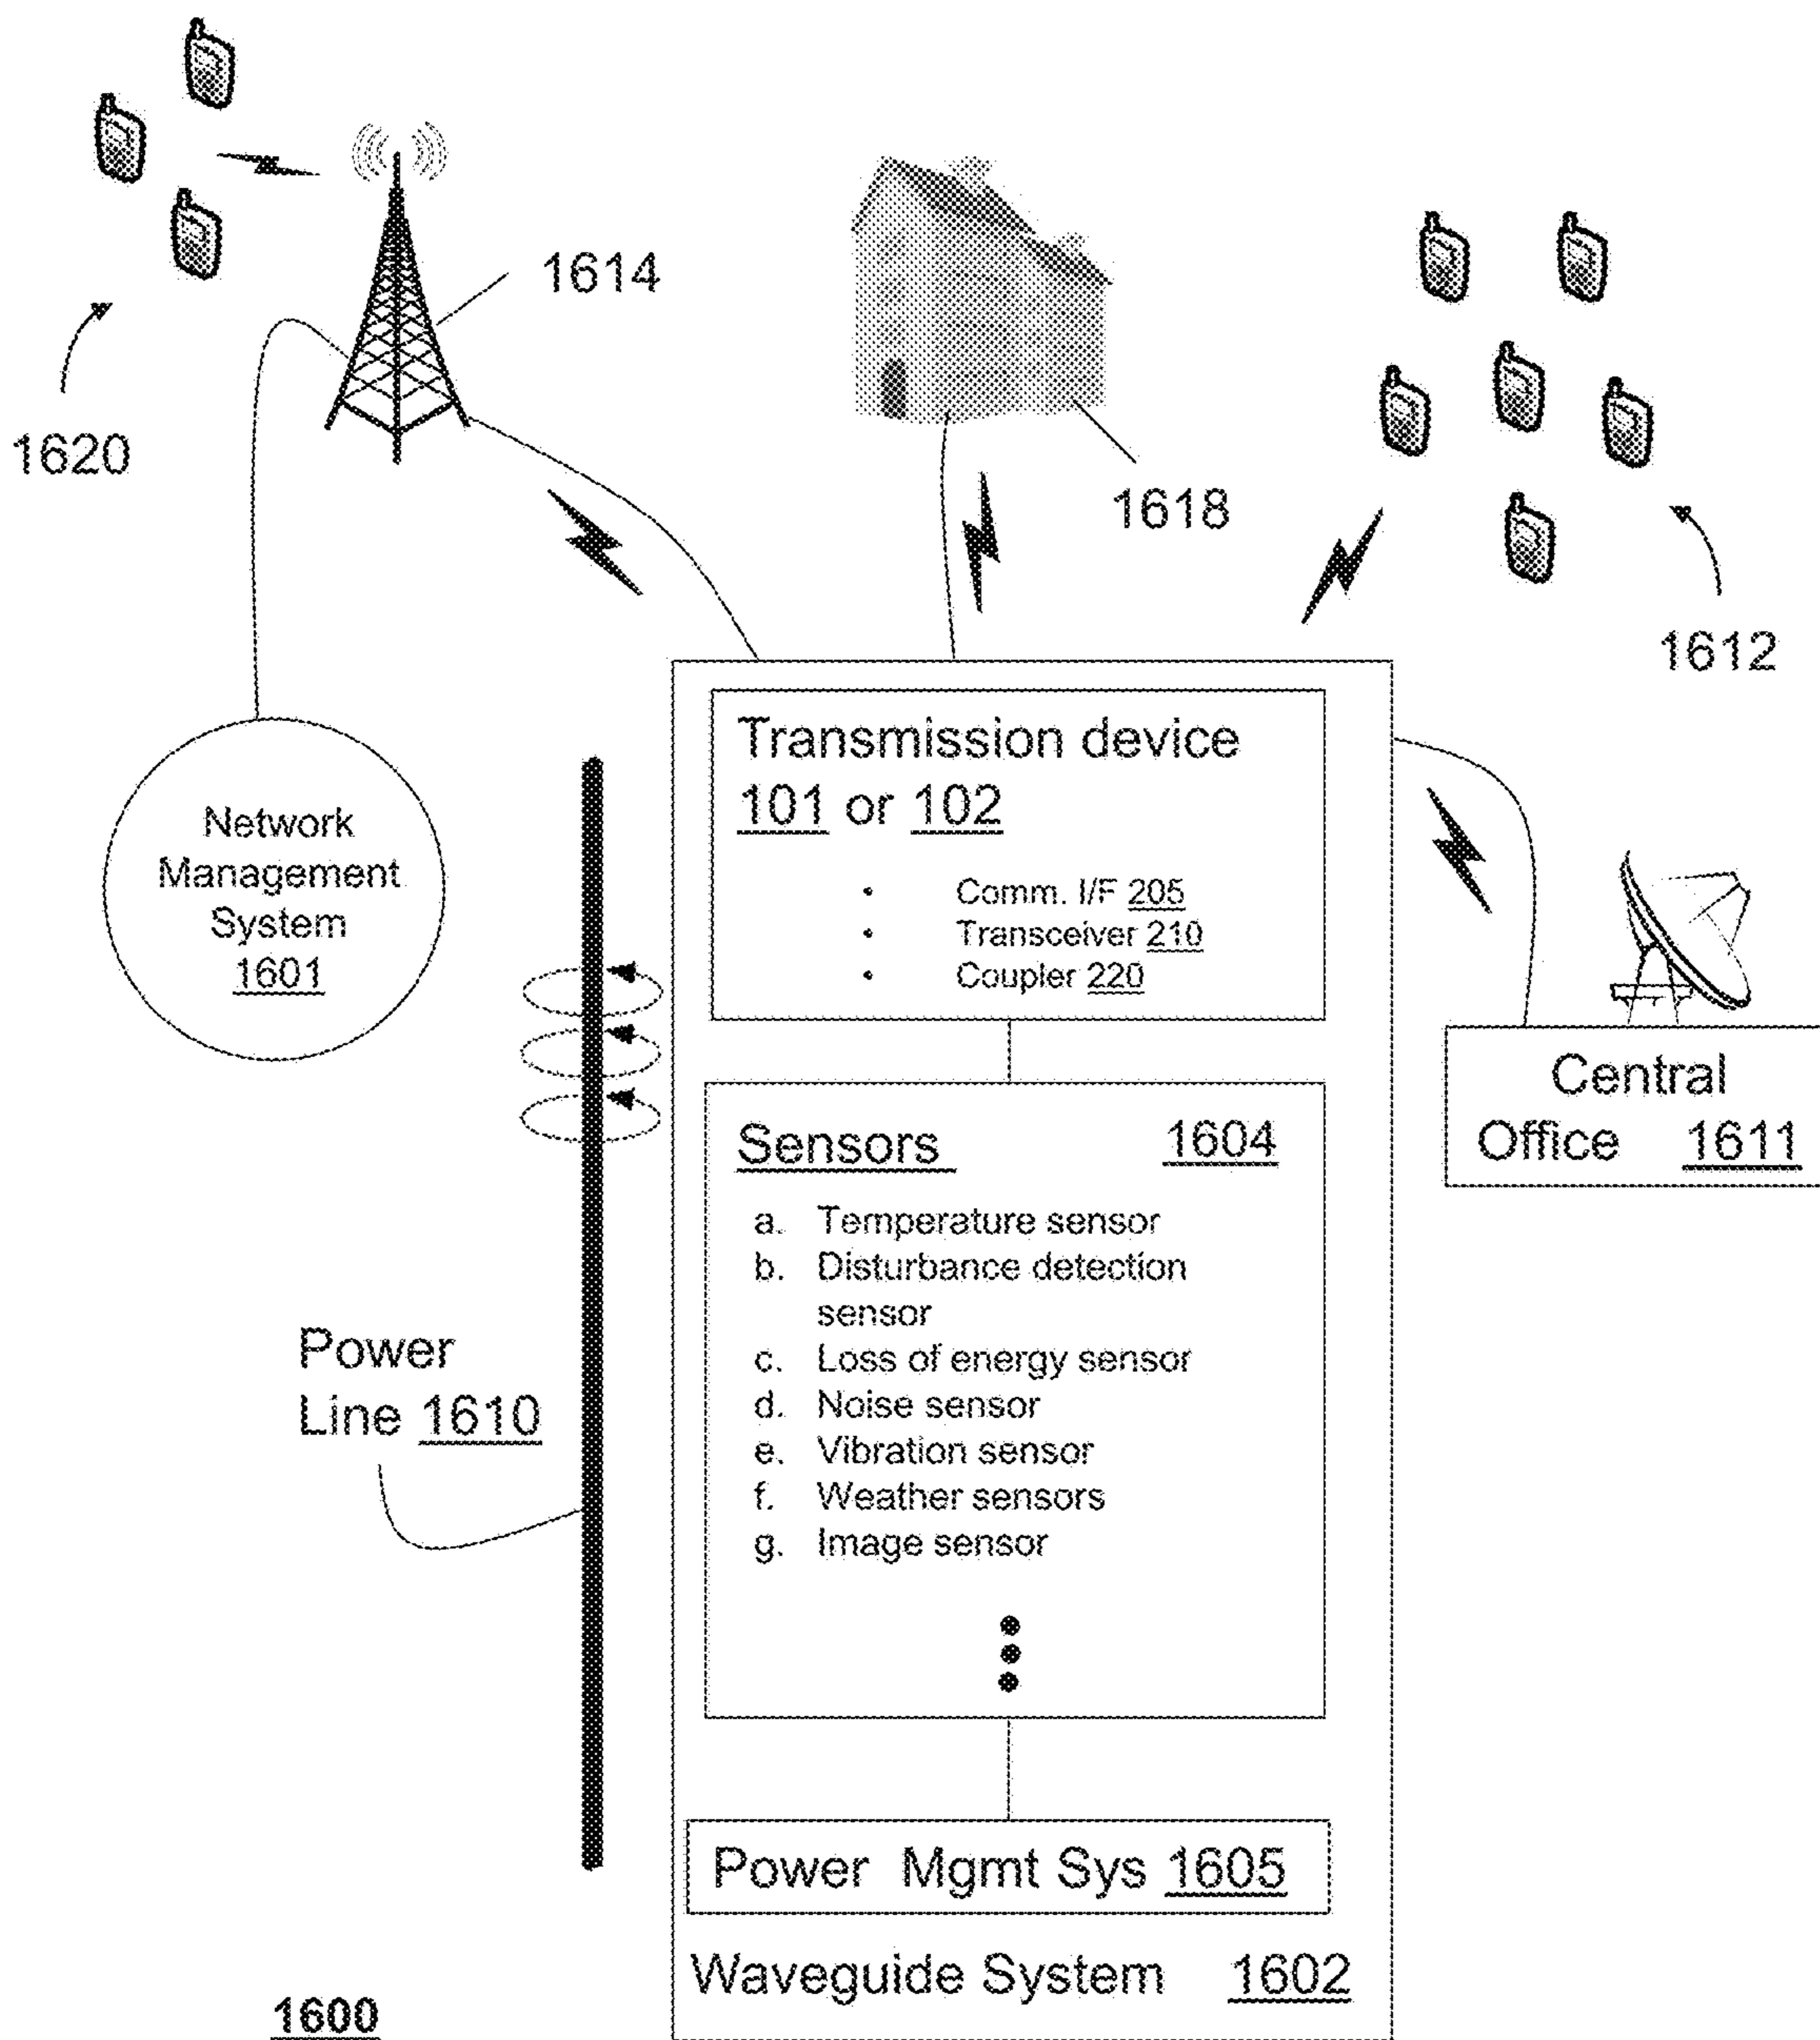 1614
1620
1618
1612
Network
Management
System
1601
Transmission device
101 or 102
• Comm. I/F 205
• Transceiver 210
• Coupler 220
Central
Office 1611
Sensors 1604
a. Temperature sensor
b. Disturbance detection
sensor
c. Loss of energy sensor
d. Noise sensor
e. Vibration sensor
f. Weather sensors
g. Image sensor
Power
Line 1610
Power Mgmt Sys 1605
Waveguide System 1602
1600